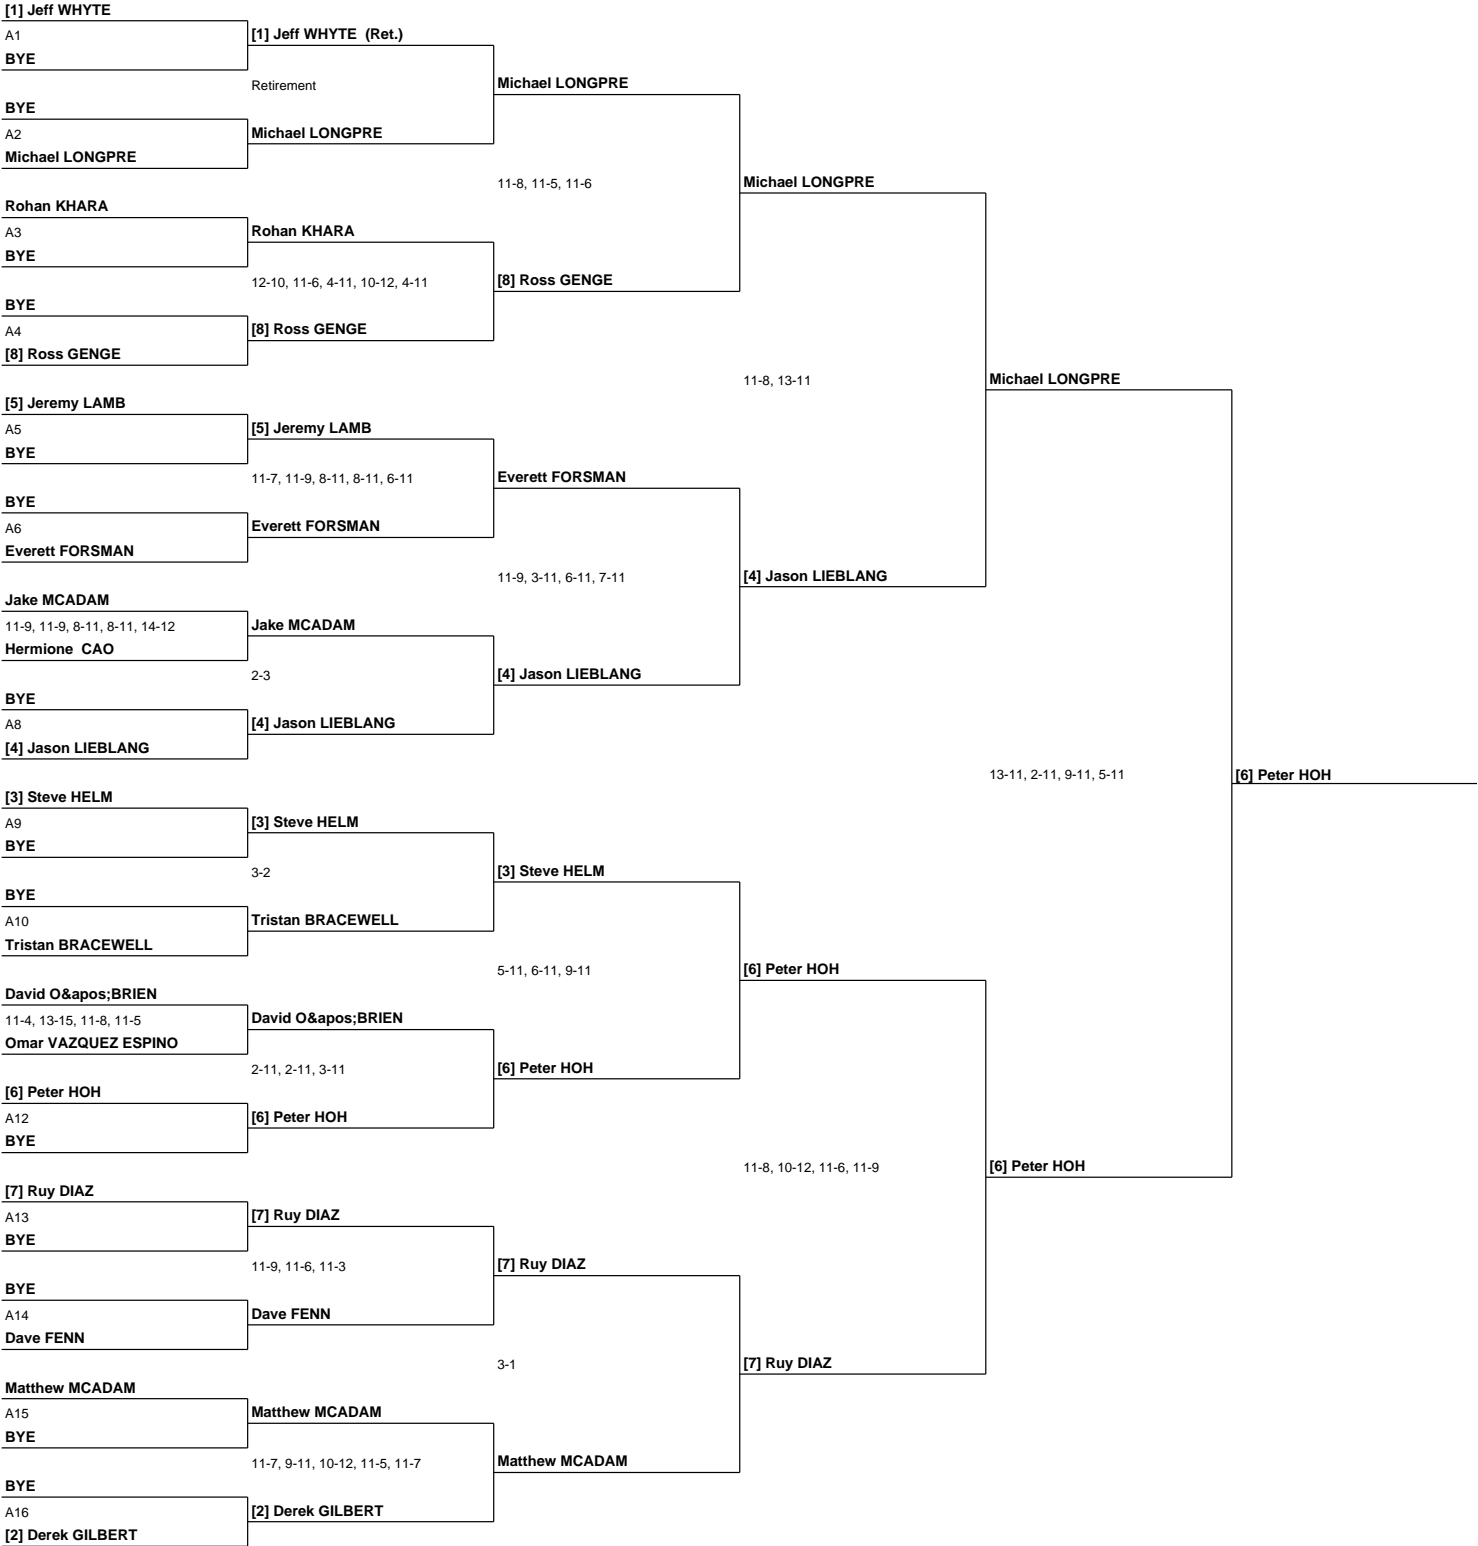 [1] Jeff WHYTE
A1
BYE
[1] Jeff WHYTE  (Ret.)
Retirement
BYE
A2
Michael LONGPRE
Michael LONGPRE
Michael LONGPRE
11-8, 11-5, 11-6
Rohan KHARA
A3
BYE
Rohan KHARA
12-10, 11-6, 4-11, 10-12, 4-11
BYE
A4
[8] Ross GENGE
[8] Ross GENGE
[8] Ross GENGE
Michael LONGPRE
11-8, 13-11
[5] Jeremy LAMB
A5
BYE
[5] Jeremy LAMB
11-7, 11-9, 8-11, 8-11, 6-11
BYE
A6
Everett FORSMAN
Everett FORSMAN
Everett FORSMAN
11-9, 3-11, 6-11, 7-11
Jake MCADAM
11-9, 11-9, 8-11, 8-11, 14-12
Hermione  CAO
Jake MCADAM
2-3
BYE
A8
[4] Jason LIEBLANG
[4] Jason LIEBLANG
[4] Jason LIEBLANG
[4] Jason LIEBLANG
Michael LONGPRE
13-11, 2-11, 9-11, 5-11
[6] Peter HOH
[3] Steve HELM
A9
BYE
[3] Steve HELM
3-2
BYE
A10
Tristan BRACEWELL
Tristan BRACEWELL
[3] Steve HELM
5-11, 6-11, 9-11
David O&apos;BRIEN
11-4, 13-15, 11-8, 11-5
Omar VAZQUEZ ESPINO
David O&apos;BRIEN
2-11, 2-11, 3-11
[6] Peter HOH
A12
BYE
[6] Peter HOH
[6] Peter HOH
[6] Peter HOH
11-8, 10-12, 11-6, 11-9
[6] Peter HOH
[7] Ruy DIAZ
A13
BYE
[7] Ruy DIAZ
11-9, 11-6, 11-3
BYE
A14
Dave FENN
Dave FENN
[7] Ruy DIAZ
3-1
[7] Ruy DIAZ
Matthew MCADAM
A15
BYE
Matthew MCADAM
11-7, 9-11, 10-12, 11-5, 11-7
Matthew MCADAM
BYE
A16
[2] Derek GILBERT
[2] Derek GILBERT